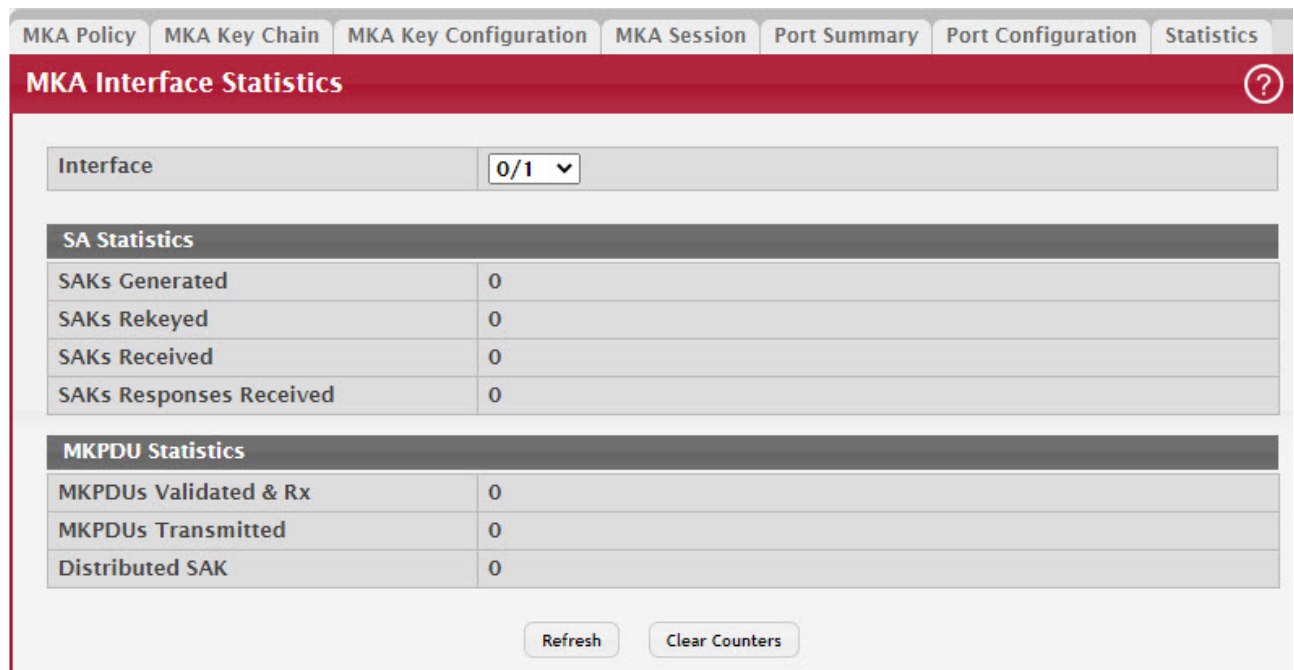 MKA Policy MKA Key Chain MKA Key Configuration MKA Session Port Summary Port Configuration Statistics
MKA Interface Statistics ?
Interface 0/1
SA Statistics
SAKs Generated 0
SAKs Rekeyed 0
SAKs Received 0
SAKs Responses Received 0
MKPDU Statistics
MKPDUs Validated & Rx 0
MKPDUs Transmitted 0
Distributed SAK 0
Refresh Clear Counters